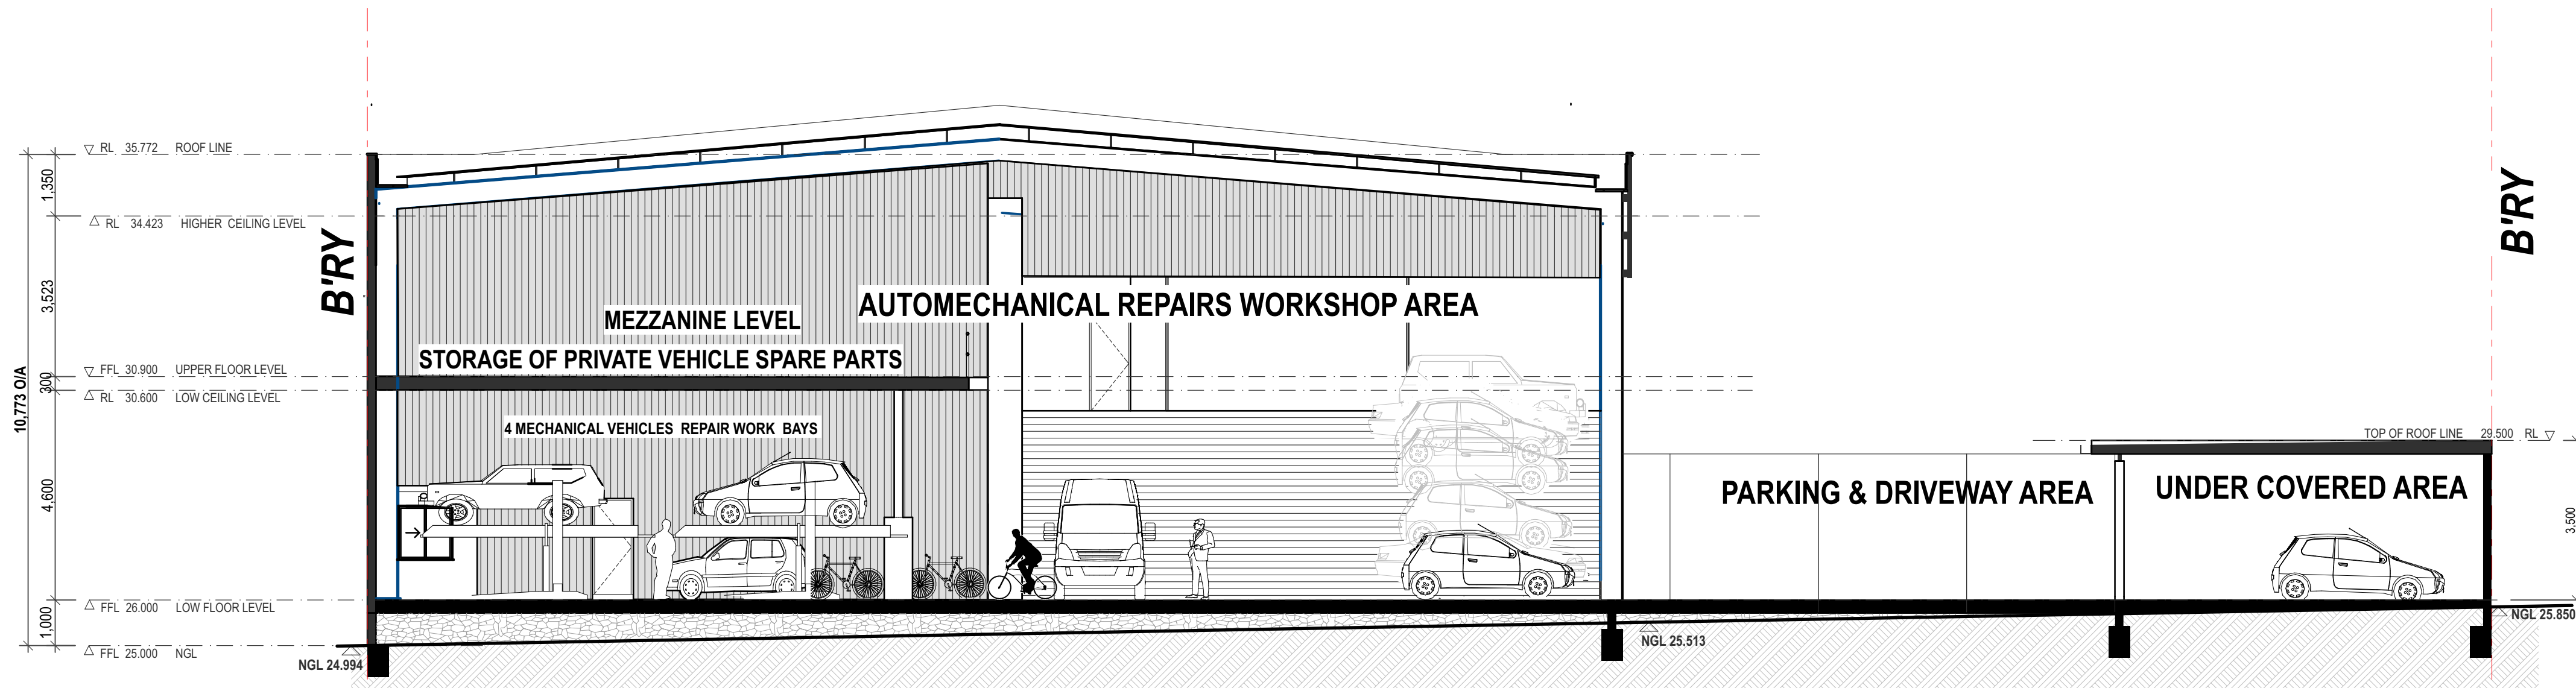 RL 35.772 ROOF LINE
1,350
RL 34.423 HIGHER CEILING LEVEL
B'RY
B'RY
3,523
AUTOMECHANICAL REPAIRS WORKSHOP AREA
MEZZANINE LEVEL
STORAGE OF PRIVATE VEHICLE SPARE PARTS
FFL 30.900 UPPER FLOOR LEVEL
300
RL 30.600 LOW CEILING LEVEL
10,773 O/A
4 MECHANICAL VEHICLES REPAIR WORK BAYS
TOP OF ROOF LINE 29.500 RL
4,600
PARKING & DRIVEWAY AREA
UNDER COVERED AREA
3.500
FFL 26.000 LOW FLOOR LEVEL
1,000
NGL 25.850
NGL 25.513
FFL 25.000 NGL
NGL 24.994